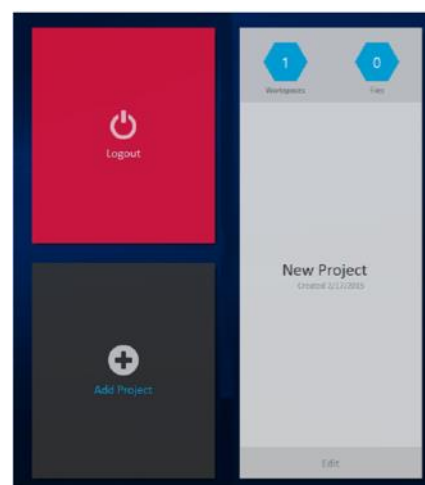 Logout
Add Project
1
0
Workspaces
Files
New Project
Created 2/17/2015
Edit